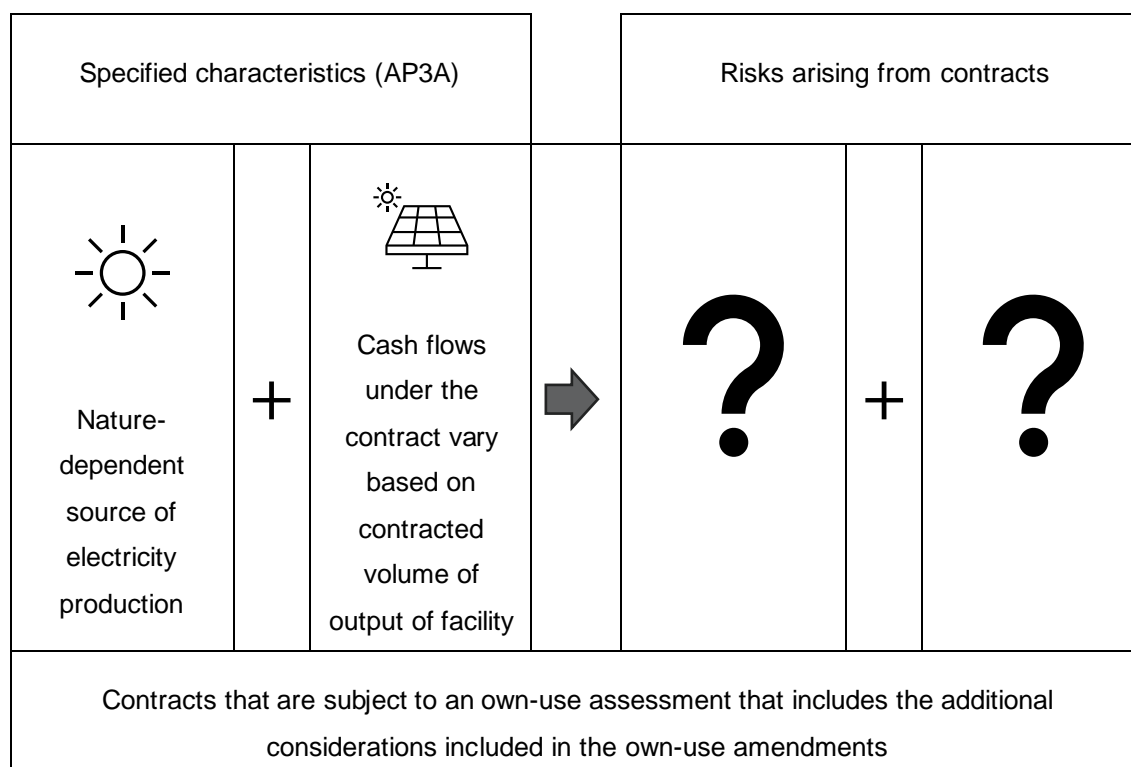 Specified characteristics (AP3A)
Risks arising from contracts
Nature-
dependent
source of
electricity
production
+
Cash flows
under the
contract vary
based on
contracted
volume of
output of facility
?
+
?
Contracts that are subject to an own-use assessment that includes the additional
considerations included in the own-use amendments